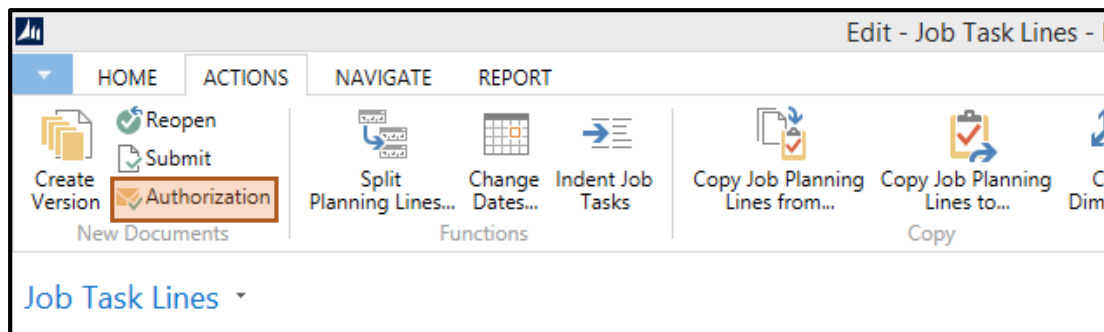 Edit - Job Task Lines -
HOME ACTIONS NAVIGATE REPORT
Create Version
Reopen
Submit
Authorization
New Documents
Split Planning Lines...
Change Dates...
Indent Job Tasks
Functions
Copy Job Planning Lines from...
Copy Job Planning Lines to...
Copy
Job Task Lines